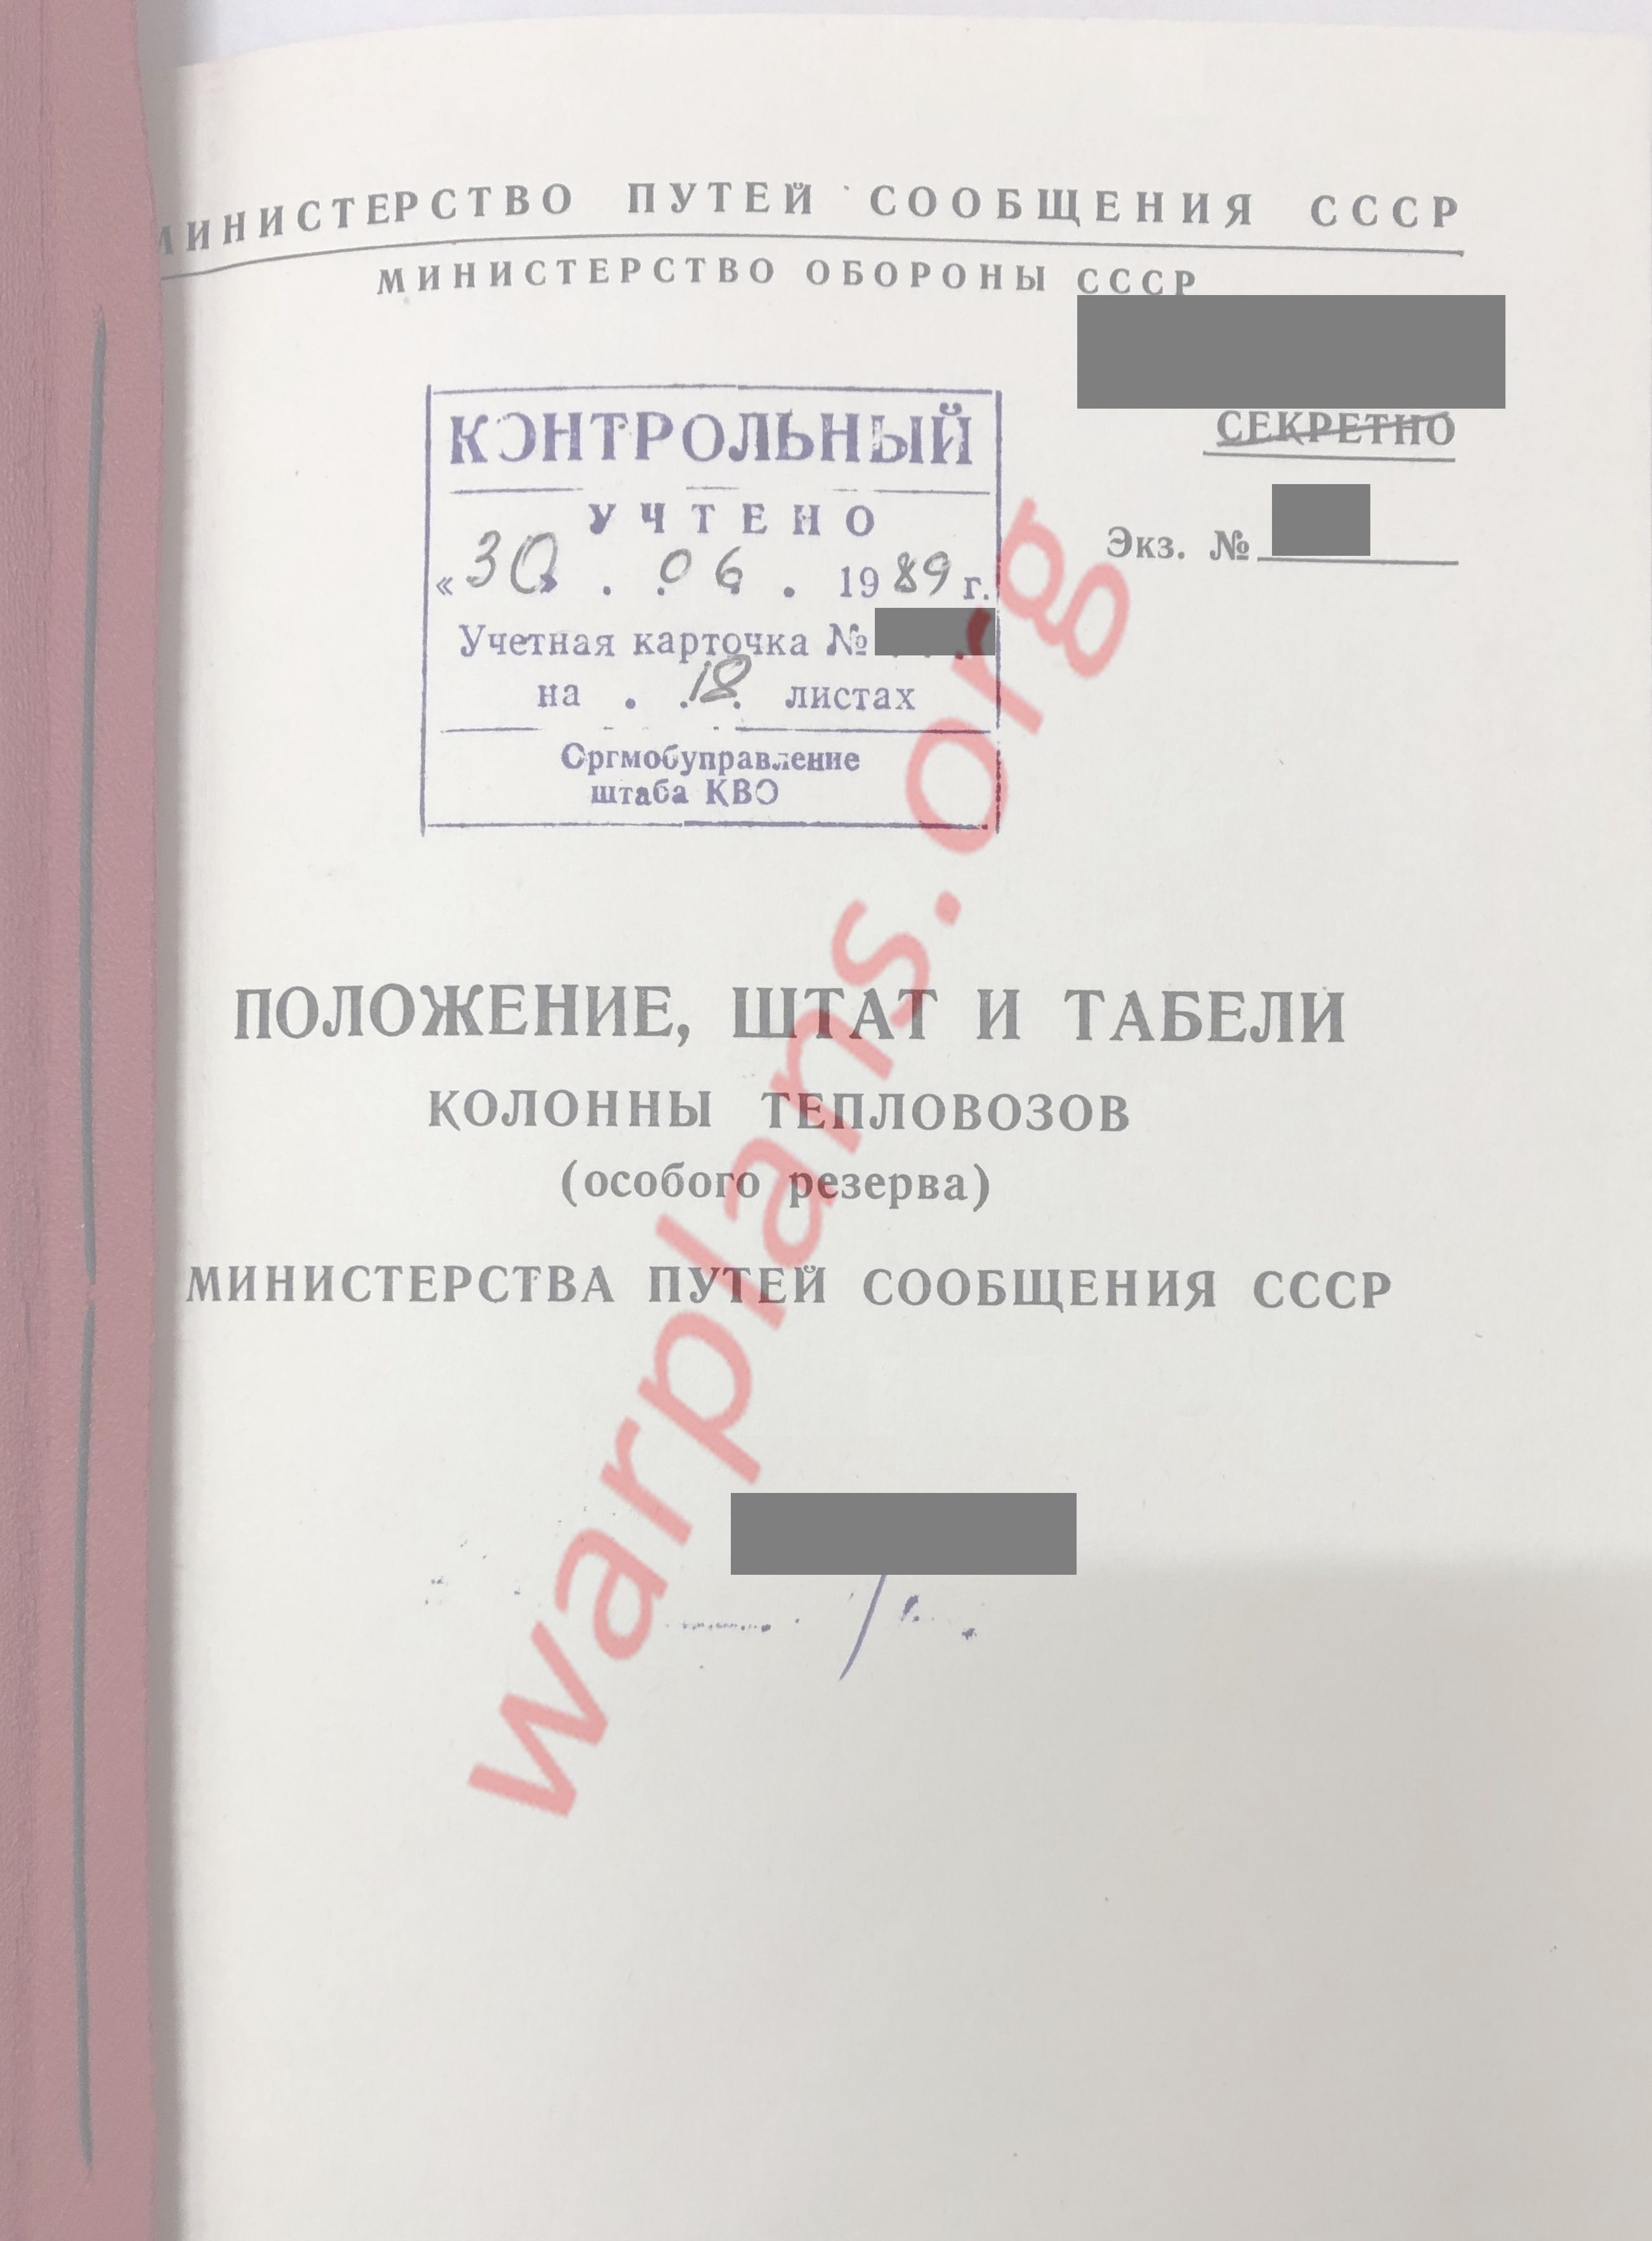 МИНИСТЕРСТВО ПУТЕЙ СООБЩЕНИЯ СССР
МИНИСТЕРСТВО ОБОРОНЫ СССР
СЕКРЕТНО
Экз. №
КОНТРОЛЬНЫЙ
УЧТЕНО
«30» . 06 . 1989 г.
Учетная карточка №
на . 18 . листах
Оргмобуправление
штаба КВО
ПОЛОЖЕНИЕ, ШТАТ И ТАБЕЛИ
КОЛОННЫ ТЕПЛОВОЗОВ
(особого резерва)
МИНИСТЕРСТВА ПУТЕЙ СООБЩЕНИЯ СССР
warplans.org